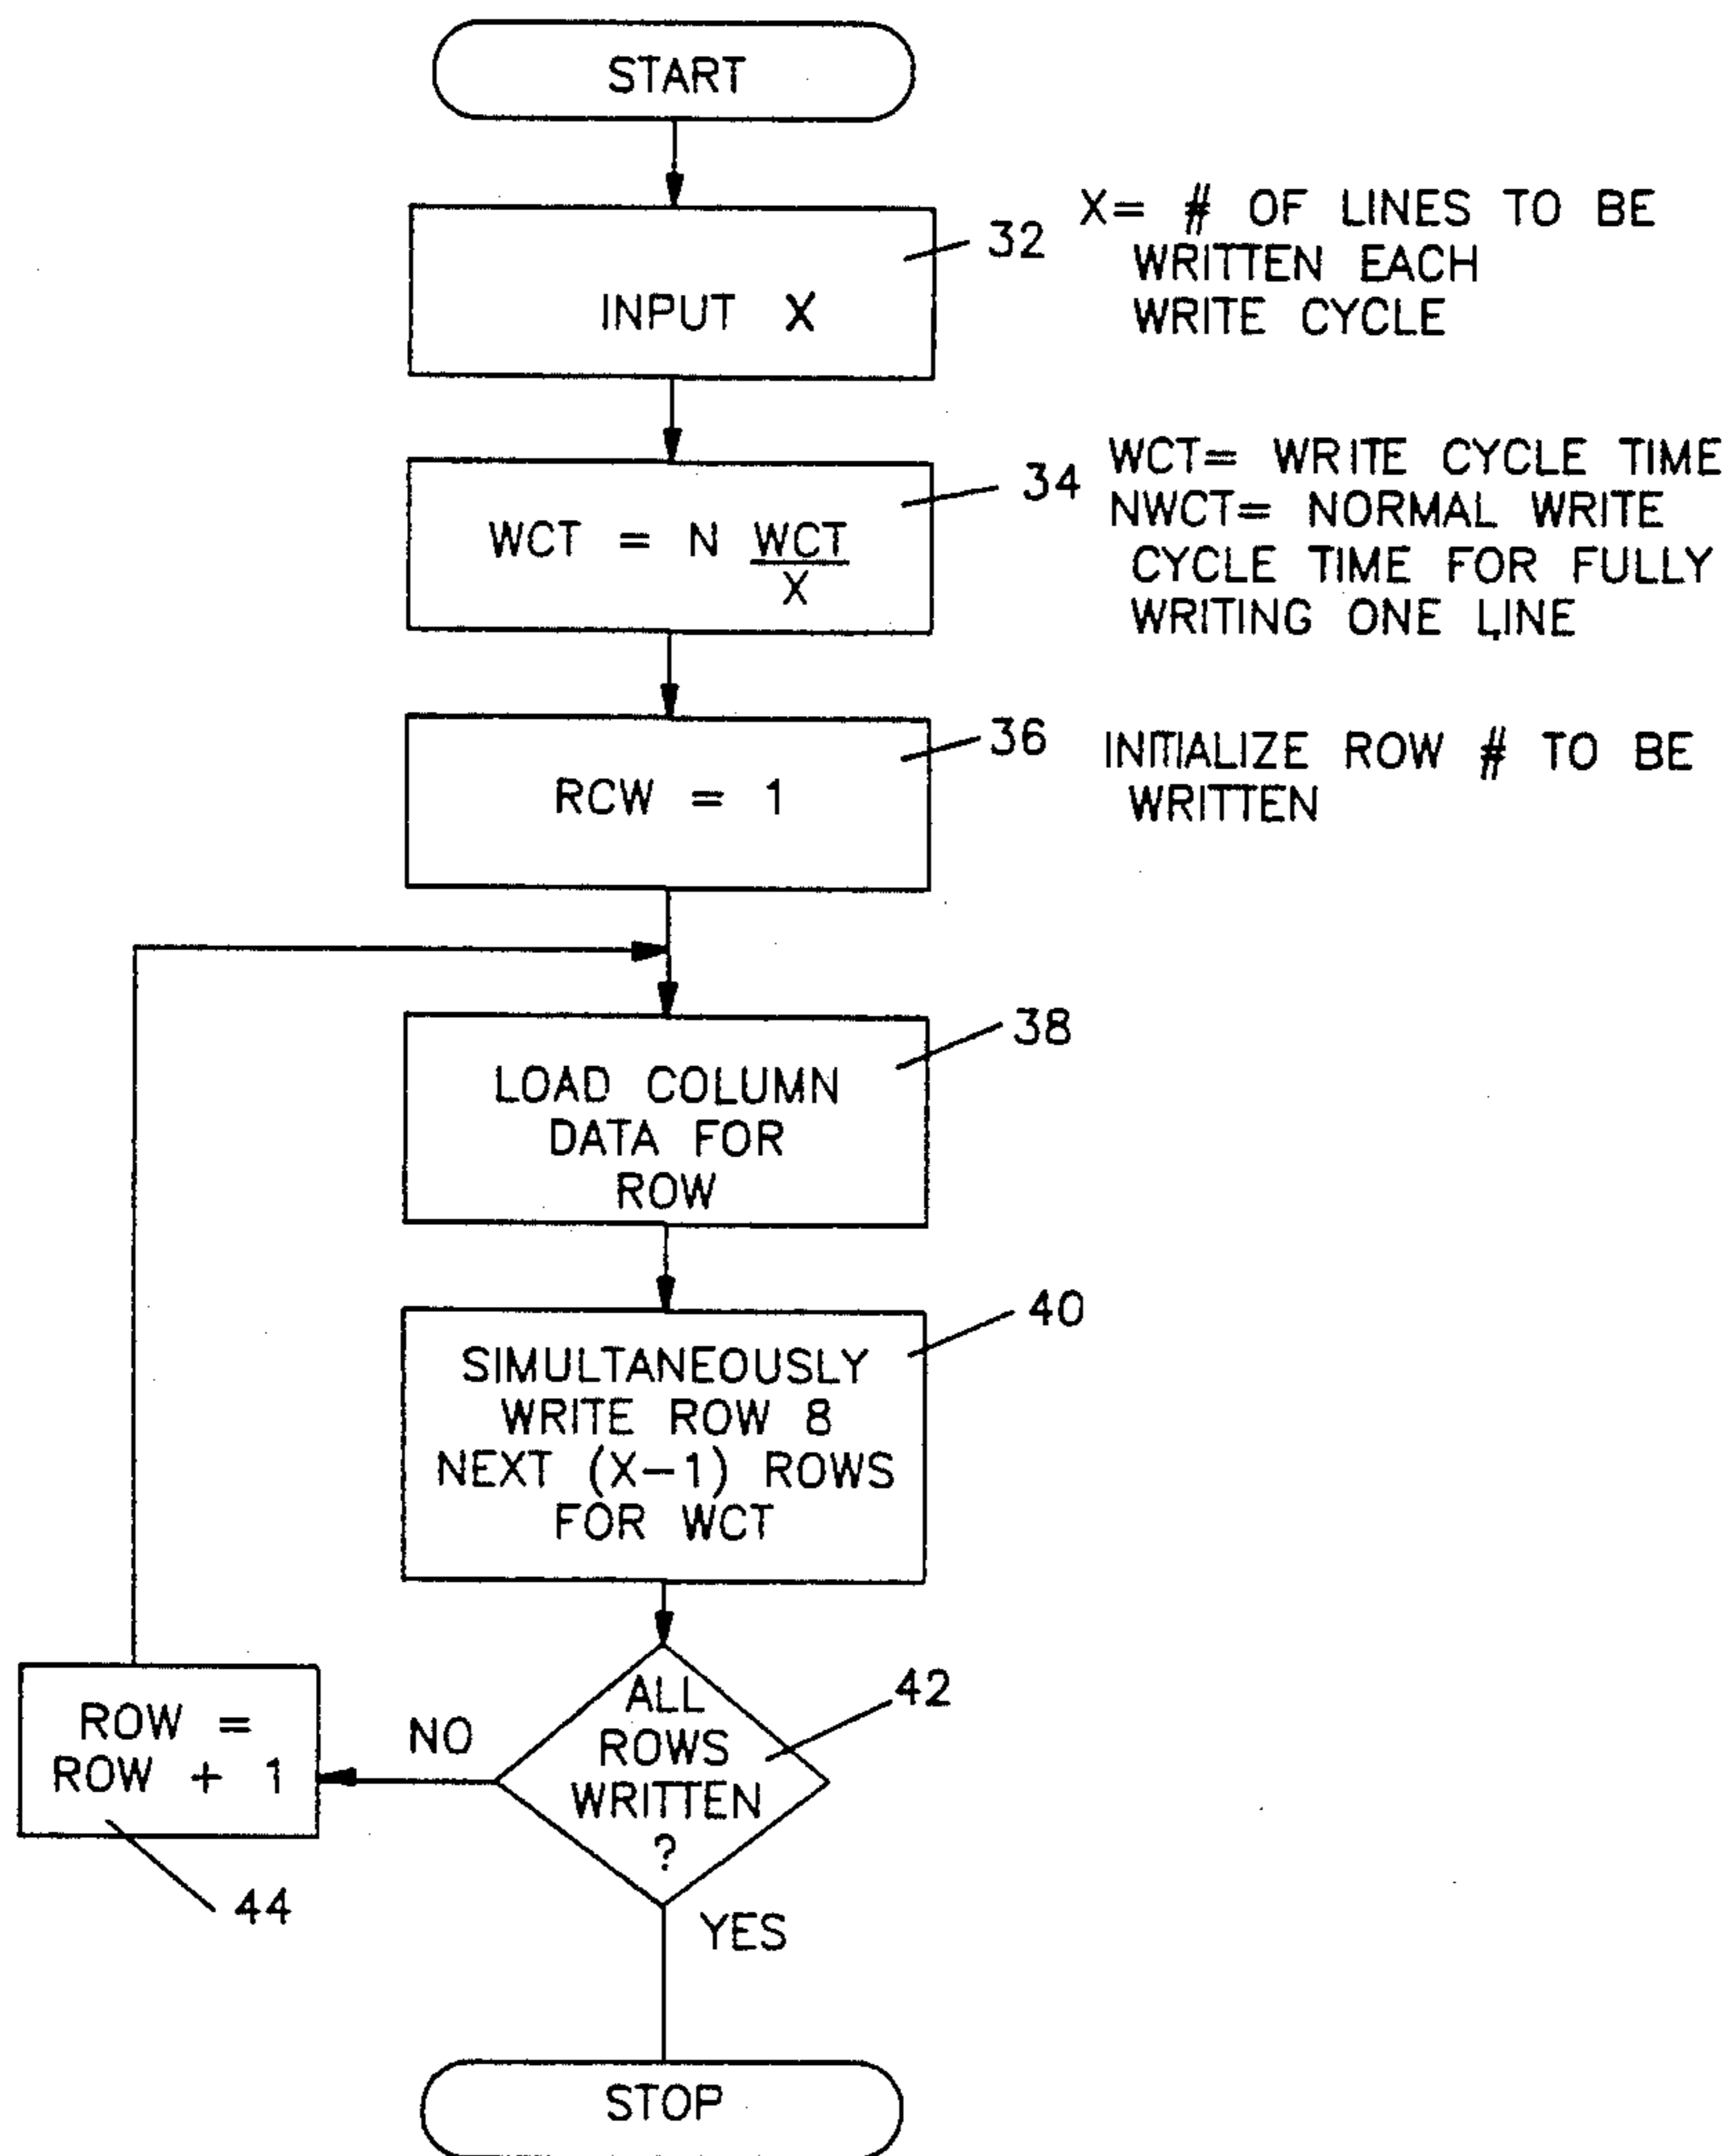 START
INPUT X
32
X= # OF LINES TO BE
WRITTEN EACH
WRITE CYCLE
WCT = N WCT
X
34
WCT= WRITE CYCLE TIME
NWCT= NORMAL WRITE
CYCLE TIME FOR FULLY
WRITING ONE LINE
RCW = 1
36
INITIALIZE ROW # TO BE
WRITTEN
38
LOAD COLUMN
DATA FOR
ROW
40
SIMULTANEOUSLY
WRITE ROW 8
NEXT (X-1) ROWS
FOR WCT
42
ALL
ROWS
WRITTEN
?
NO
ROW =
ROW + 1
44
YES
STOP